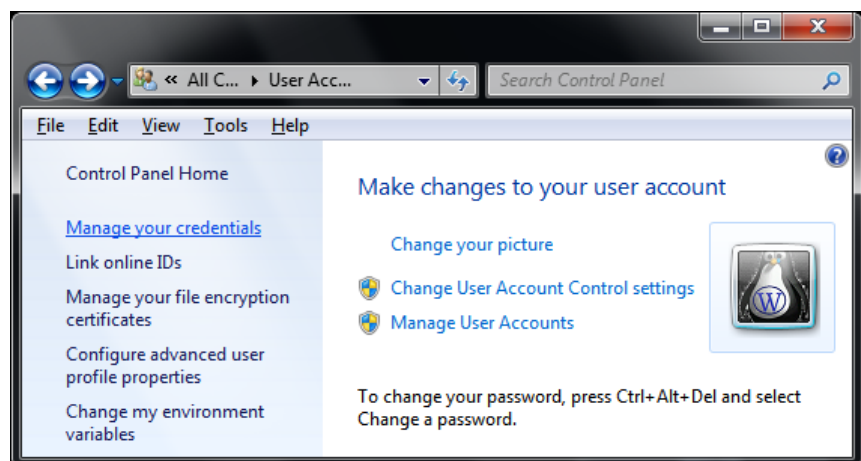 All C... User Acc...
Search Control Panel
File Edit View Tools Help
Control Panel Home
Manage your credentials
Link online IDs
Manage your file encryption
certificates
Configure advanced user
profile properties
Change my environment
variables
Make changes to your user account
Change your picture
Change User Account Control settings
Manage User Accounts
W
To change your password, press Ctrl+Alt+Del and select
Change a password.